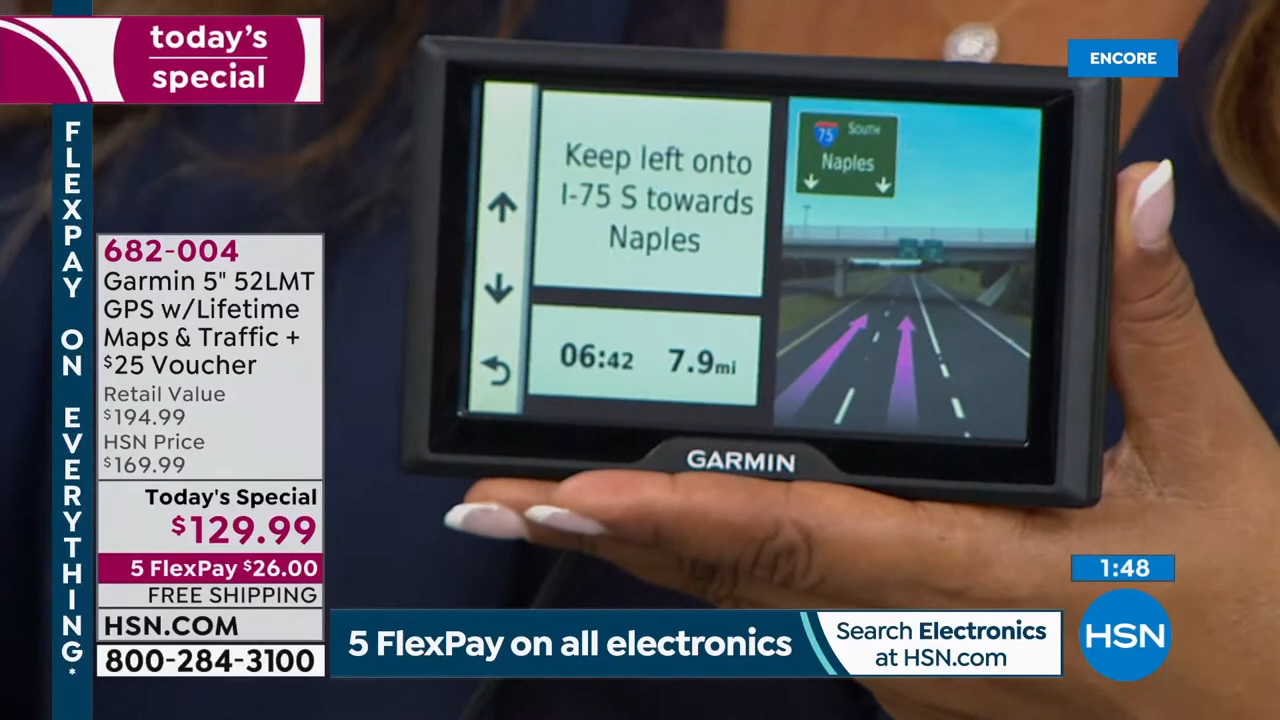 today's
special
FLEXPAY ON EVERYTHING.*
682-004
Garmin 5" 52LMT
GPS w/Lifetime
Maps & Traffic +
$25 Voucher
Retail Value
$194.99
HSN Price
$169.99
Today's Special
$129.99
5 FlexPay $26.00
FREE SHIPPING
HSN.COM
800-284-3100
ENCORE
Keep left onto
I-75 S towards
Naples
06:42 7.9mi
75 SOUTH
Naples
GARMIN
5 FlexPay on all electronics
Search Electronics
at HSN.com
1:48
HSN